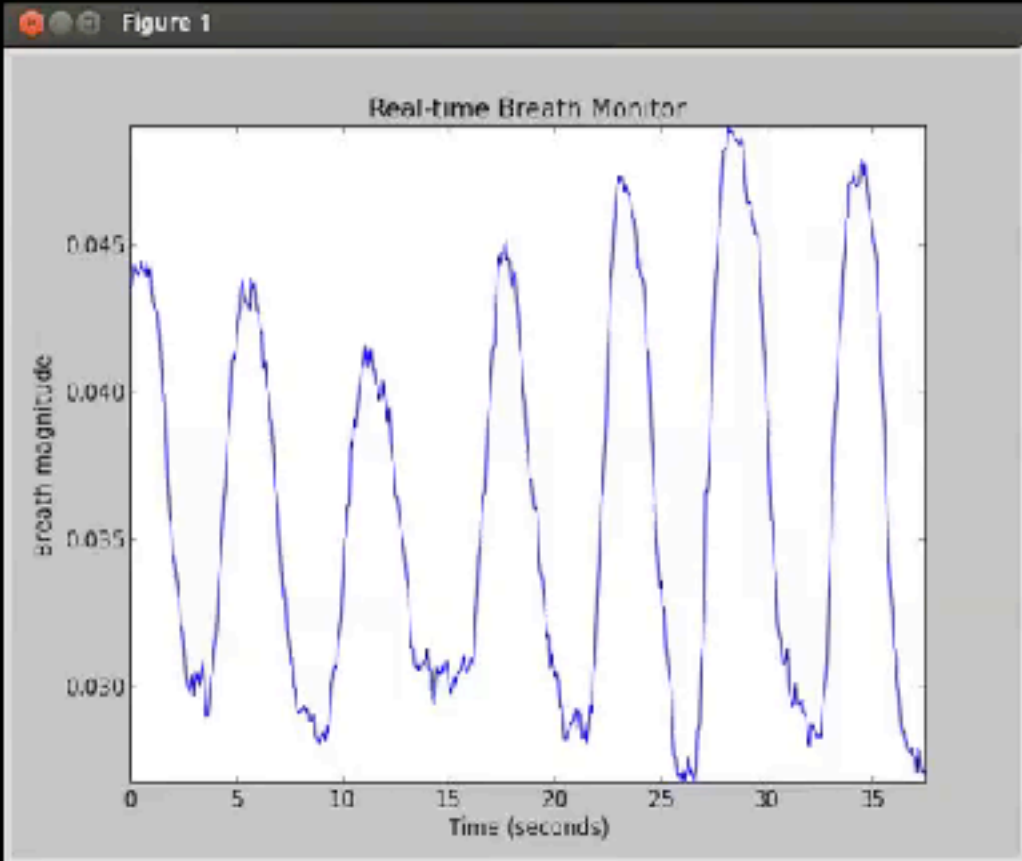 Figure 1
Real-time Breath Monitor
0.045
0.040
0.035
0.030
Breath magnitude
0 5 10 15 20 25 30 35
Time (seconds)